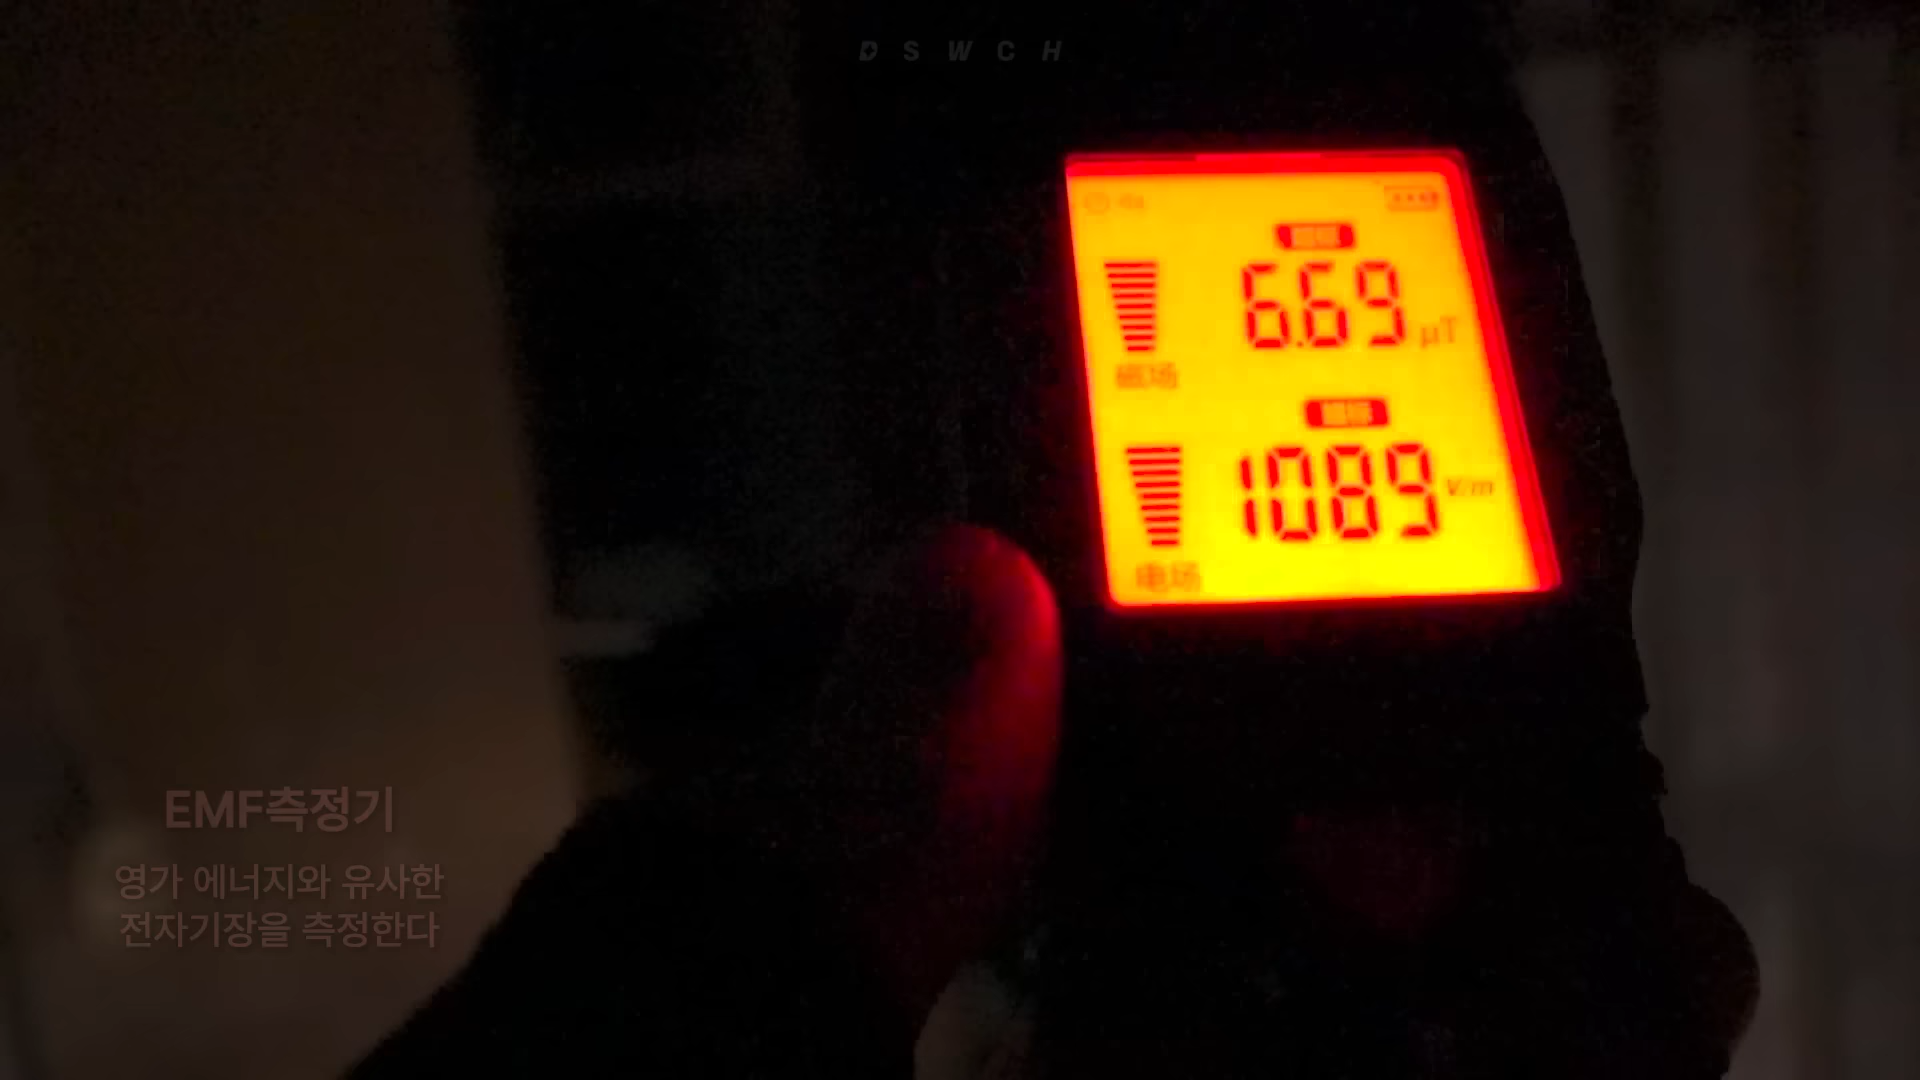 DSWCH
6.69 μT
磁场
1089 V/m
电场
EMF측정기
영가 에너지와 유사한
전자기장을 측정한다